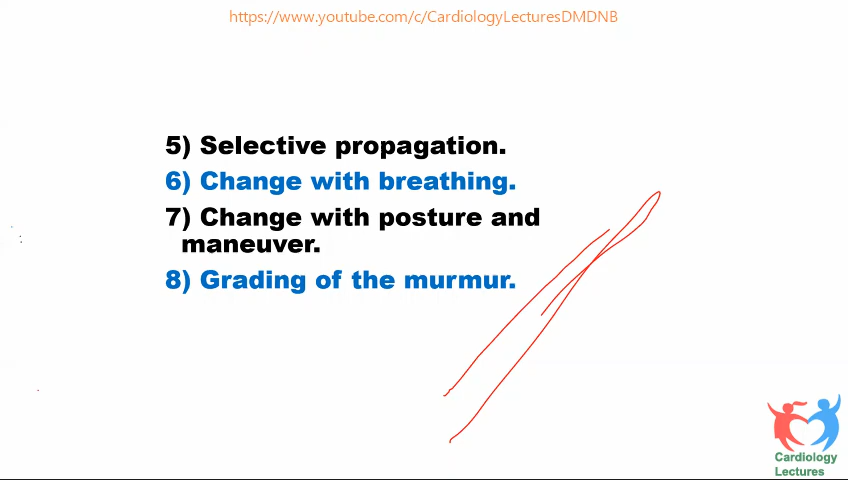 https://www.youtube.com/c/CardiologyLecturesDMDNB
5) Selective propagation.
6) Change with breathing.
7) Change with posture and
maneuver.
8) Grading of the murmur.
Cardiology
Lectures